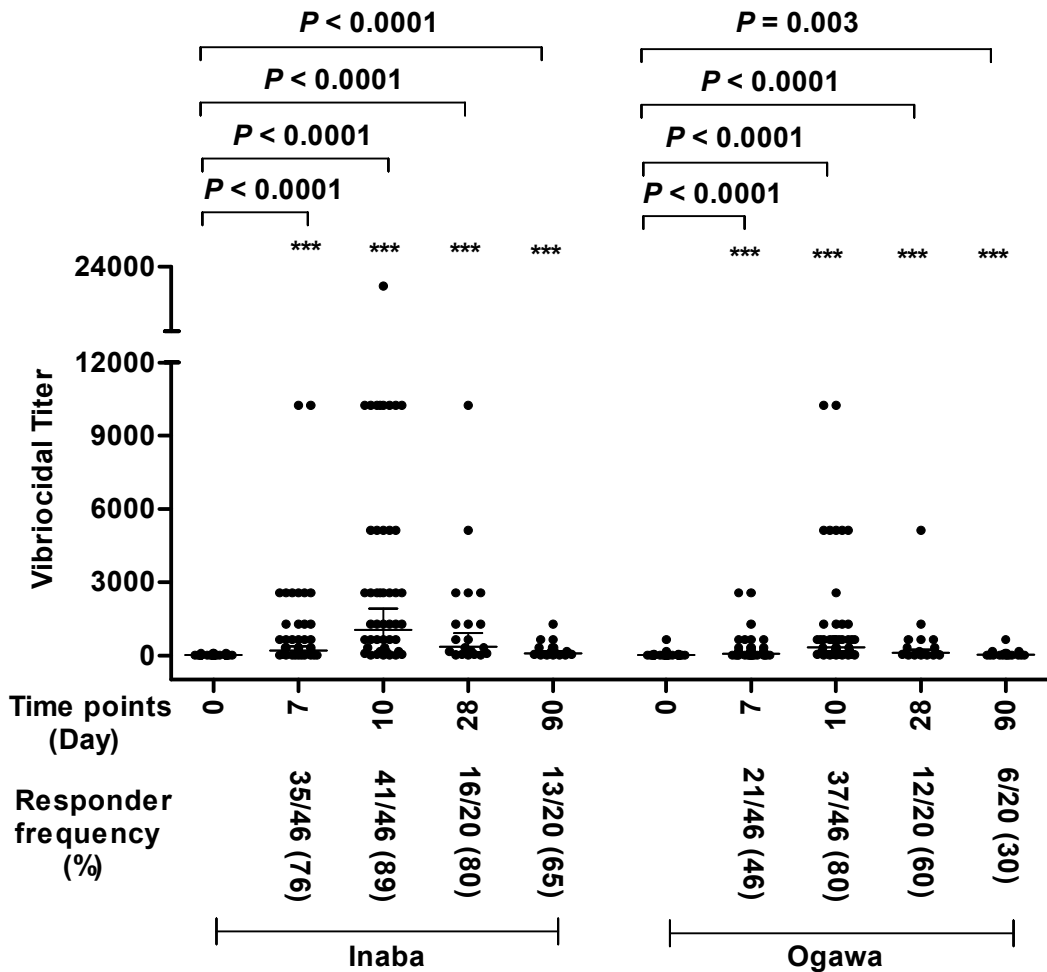 P < 0.0001
P = 0.003
P < 0.0001
P < 0.0001
P < 0.0001
P < 0.0001
P < 0.0001
P < 0.0001
*** *** *** ***
*** *** *** ***
24000
12000
9000
6000
3000
0
Vibriocidal Titer
Time points
(Day)
0 7 10 28 90
0 7 10 28 90
Responder
frequency
(%)
35/46 (76)
41/46 (89)
16/20 (80)
13/20 (65)
21/46 (46)
37/46 (80)
12/20 (60)
6/20 (30)
Inaba
Ogawa